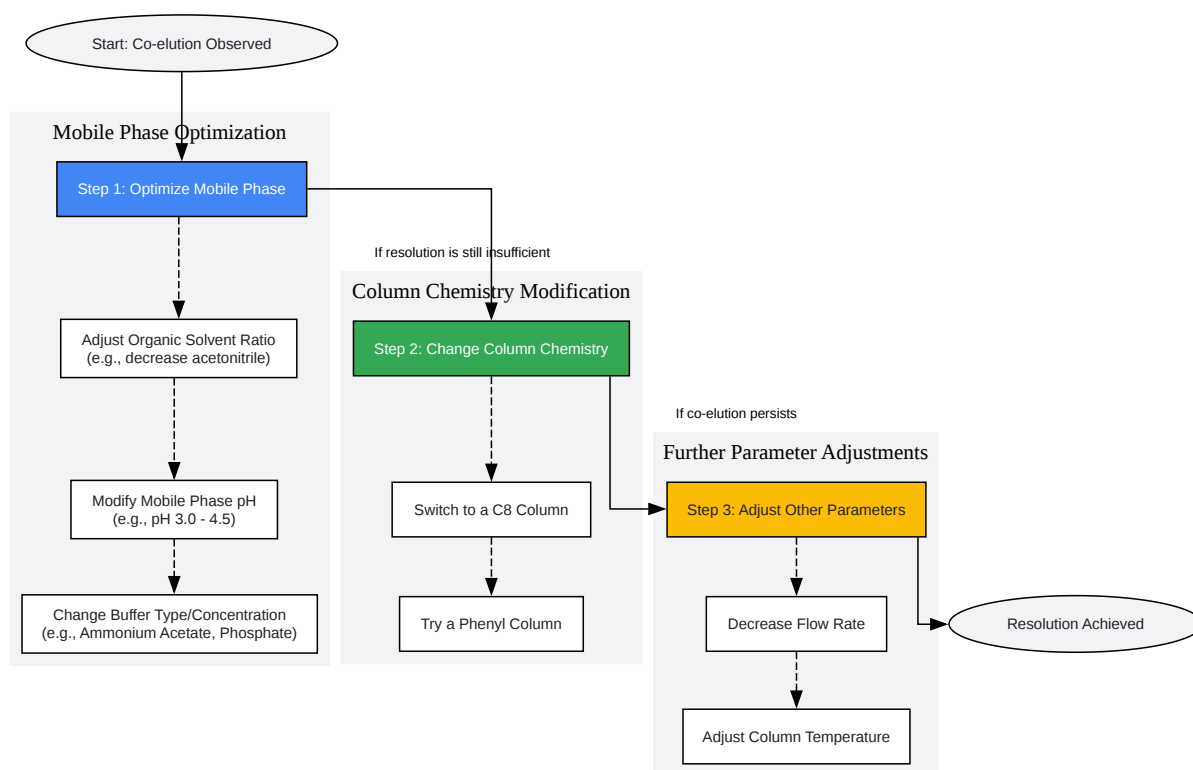 Start: Co-elution Observed
Mobile Phase Optimization
Step 1: Optimize Mobile Phase
Adjust Organic Solvent Ratio
(e.g., decrease acetonitrile)
Modify Mobile Phase pH
(e.g., pH 3.0 - 4.5)
Change Buffer Type/Concentration
(e.g., Ammonium Acetate, Phosphate)
If resolution is still insufficient
Column Chemistry Modification
Step 2: Change Column Chemistry
Switch to a C8 Column
Try a Phenyl Column
If co-elution persists
Further Parameter Adjustments
Step 3: Adjust Other Parameters
Decrease Flow Rate
Adjust Column Temperature
Resolution Achieved